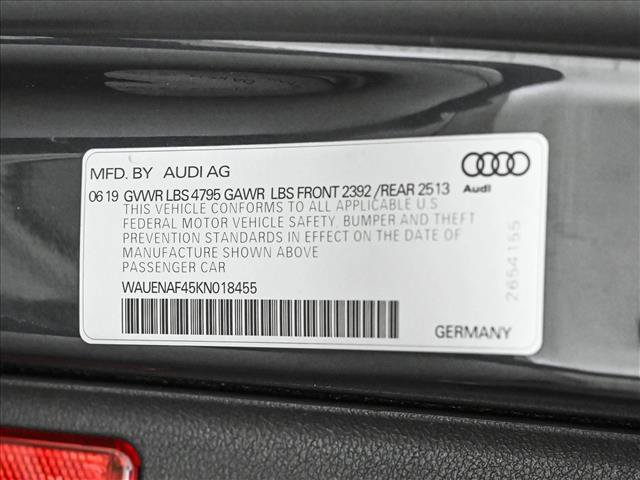 MFD. BY AUDI AG
Audi
06 19 GVWR LBS 4795 GAWR LBS FRONT 2392 /REAR 2513
THIS VEHICLE CONFORMS TO ALL APPLICABLE U.S
FEDERAL MOTOR VEHICLE SAFETY, BUMPER AND THEFT
PREVENTION STANDARDS IN EFFECT ON THE DATE OF
MANUFACTURE SHOWN ABOVE
PASSENGER CAR
WAUENAF45KN018455
GERMANY
2654155